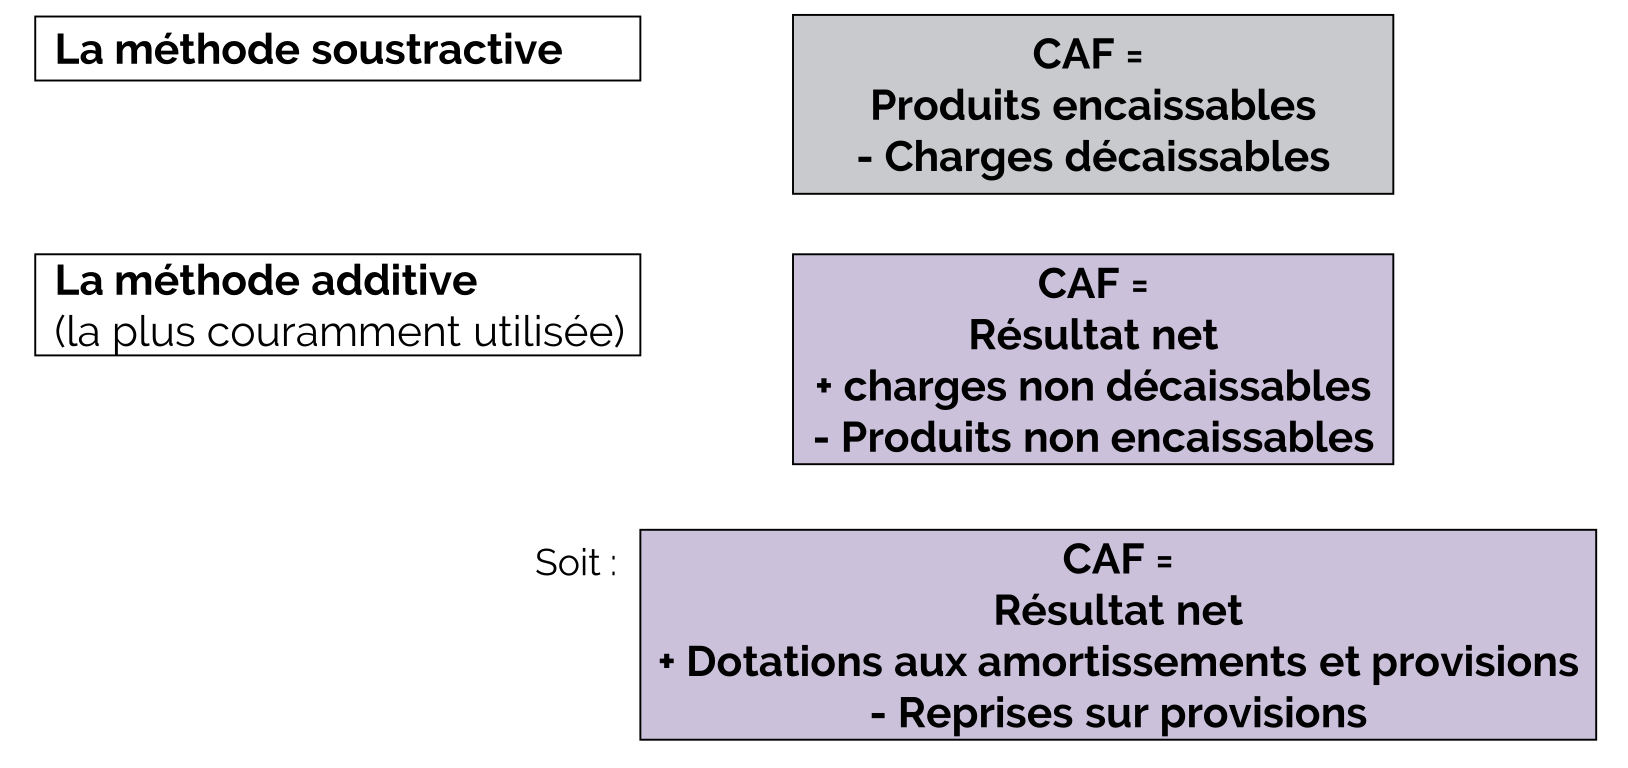 La méthode soustractive
CAF =
Produits encaissables
- Charges décaissables
La méthode additive
(la plus couramment utilisée)
CAF =
Résultat net
+ charges non décaissables
- Produits non encaissables
Soit :
CAF =
Résultat net
+ Dotations aux amortissements et provisions
- Reprises sur provisions